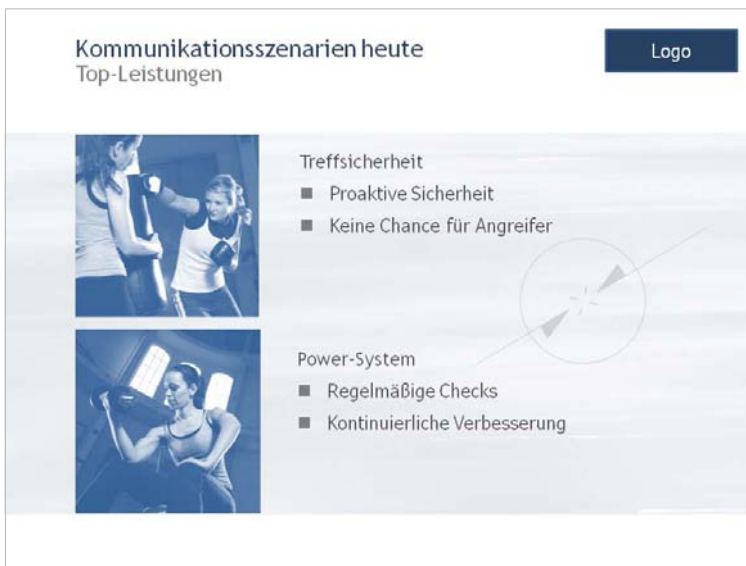 Kommunikationsszenarien heute
Top-Leistungen
Logo
Treffsicherheit
Proaktive Sicherheit
Keine Chance für Angreifer
Power-System
Regelmäßige Checks
Kontinuierliche Verbesserung